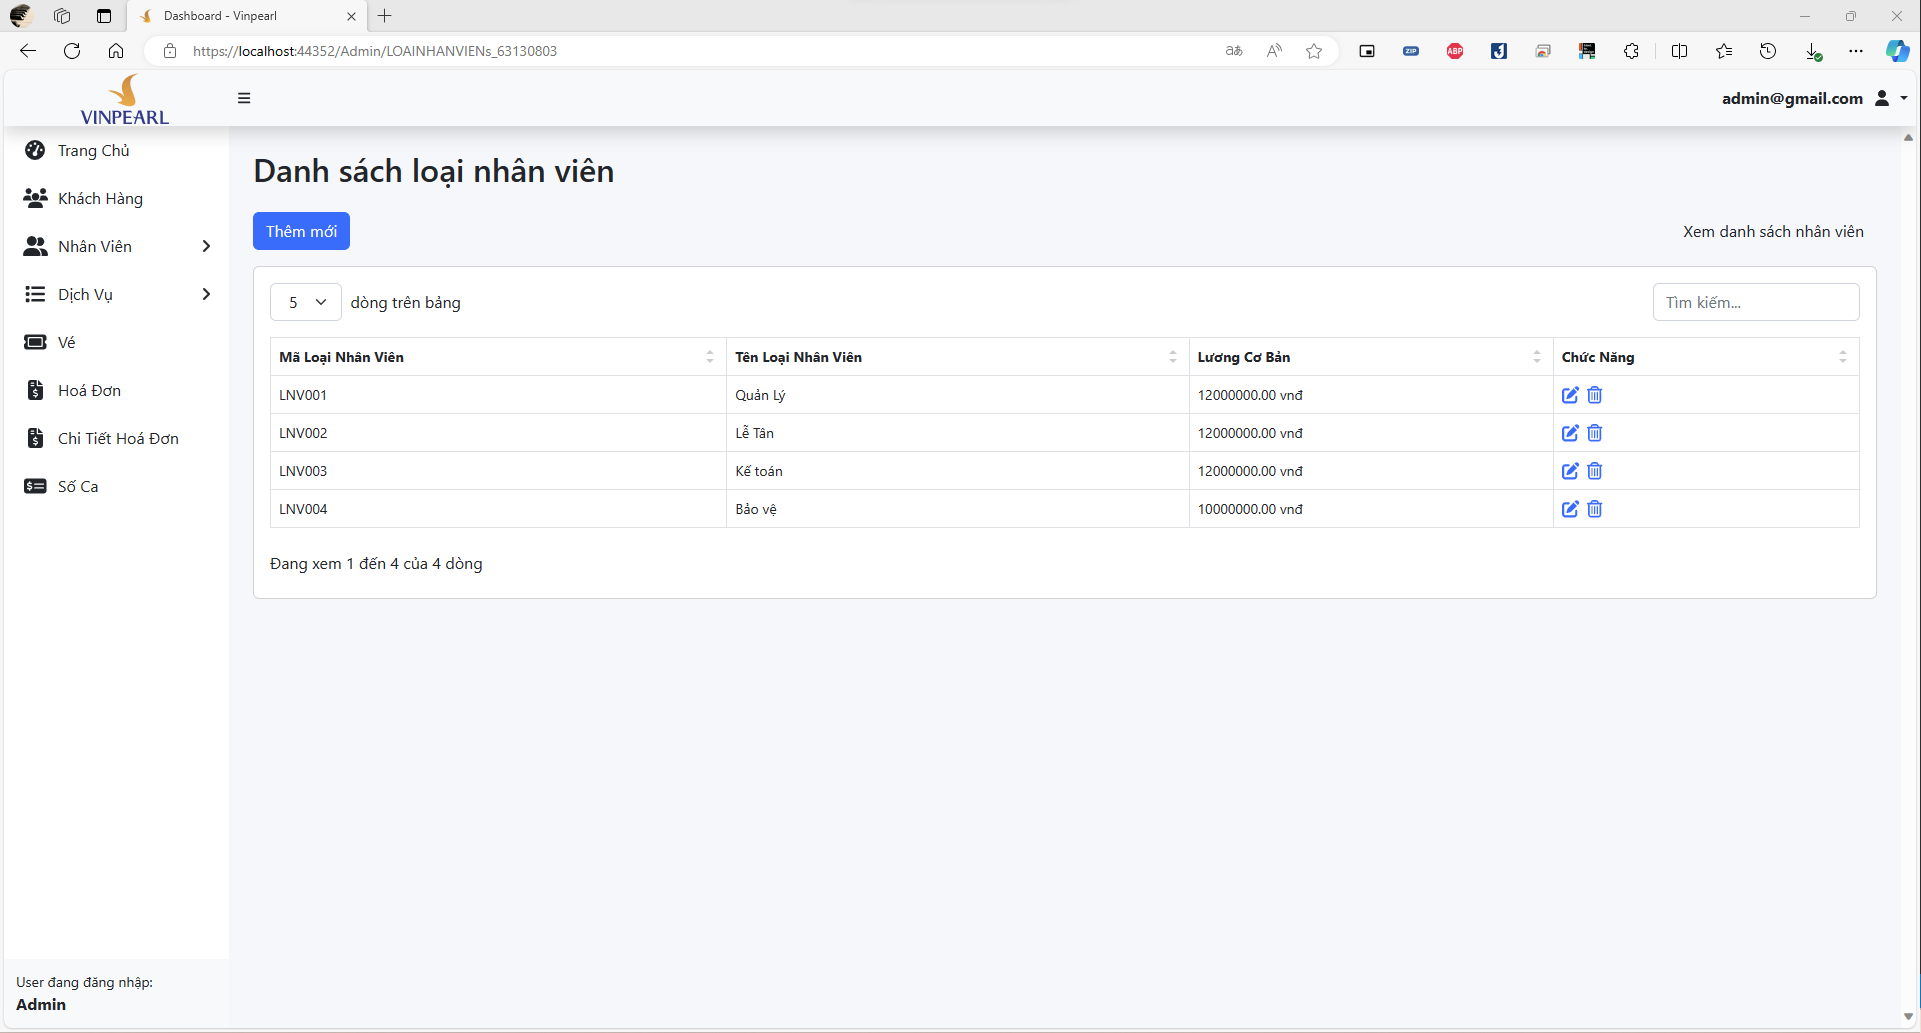 Dashboard - Vinpearl
https://localhost:44352/Admin/LOAINHANVIENs_63130803
ZIP
ABP
VINPEARL
admin@gmail.com
Trang Chủ
Khách Hàng
Nhân Viên
Dịch Vụ
Vé
Hoá Đơn
Chi Tiết Hoá Đơn
Số Ca
User đang đăng nhập:
Admin
Danh sách loại nhân viên
Thêm mới
Xem danh sách nhân viên
5 dòng trên bảng
Tìm kiếm...
Mã Loại Nhân Viên Tên Loại Nhân Viên Lương Cơ Bản Chức Năng
LNV001 Quản Lý 12000000.00 vnđ
LNV002 Lễ Tân 12000000.00 vnđ
LNV003 Kế toán 12000000.00 vnđ
LNV004 Bảo vệ 10000000.00 vnđ
Đang xem 1 đến 4 của 4 dòng